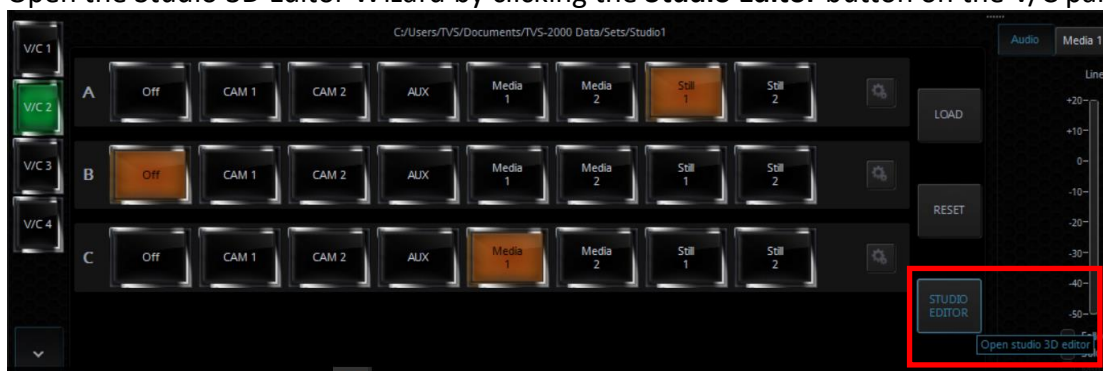 Open the Studio 3D Editor Wizard by clicking the Studio Editor button on the V/C
C:/Users/TVS/Documents/TVS-2000 Data/Sets/Studio1
Audio Media 1
V/C 1
Line
A Off CAM 1 CAM 2 AUX Media 1 Media 2 Still 1 Still 2
V/C 2
LOAD
+20-
+10-
V/C 3
B Off CAM 1 CAM 2 AUX Media 1 Media 2 Still 1 Still 2
0-
-10-
RESET
V/C 4
-20-
C Off CAM 1 CAM 2 AUX Media 1 Media 2 Still 1 Still 2
-30-
-40-
STUDIO
EDITOR
-50-
Open studio 3D editor